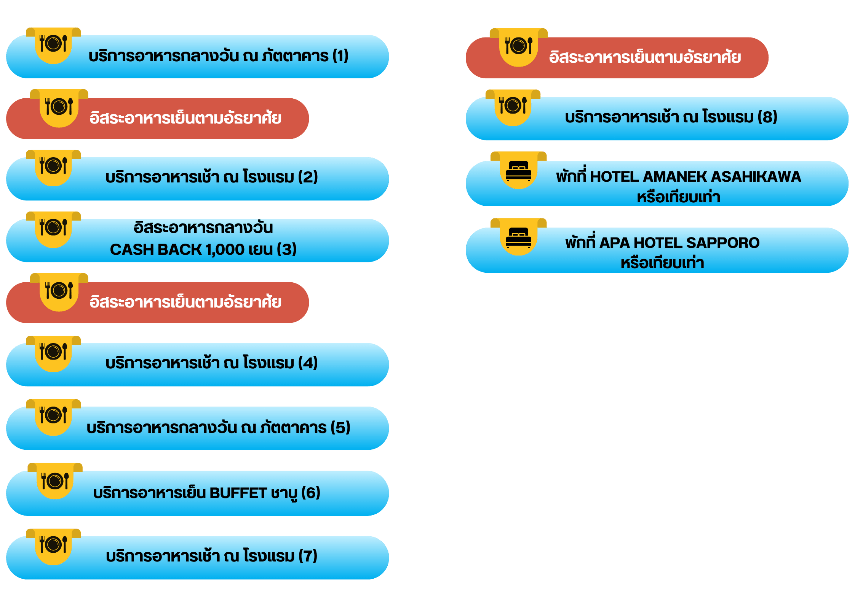 บริการอาหารกลางวัน ณ ภัตตาคาร (1)
อิสระอาหารเย็นตามอัธยาศัย
บริการอาหารเช้า ณ โรงแรม (2)
อิสระอาหารกลางวัน
CASH BACK 1,000 เยน (3)
อิสระอาหารเย็นตามอัธยาศัย
บริการอาหารเช้า ณ โรงแรม (4)
บริการอาหารกลางวัน ณ ภัตตาคาร (5)
บริการอาหารเย็น BUFFET ชาบู (6)
บริการอาหารเช้า ณ โรงแรม (7)
อิสระอาหารเย็นตามอัธยาศัย
บริการอาหารเช้า ณ โรงแรม (8)
พักที่ HOTEL AMANEK ASAHIKAWA
หรือเทียบเท่า
พักที่ APA HOTEL SAPPORO
หรือเทียบเท่า